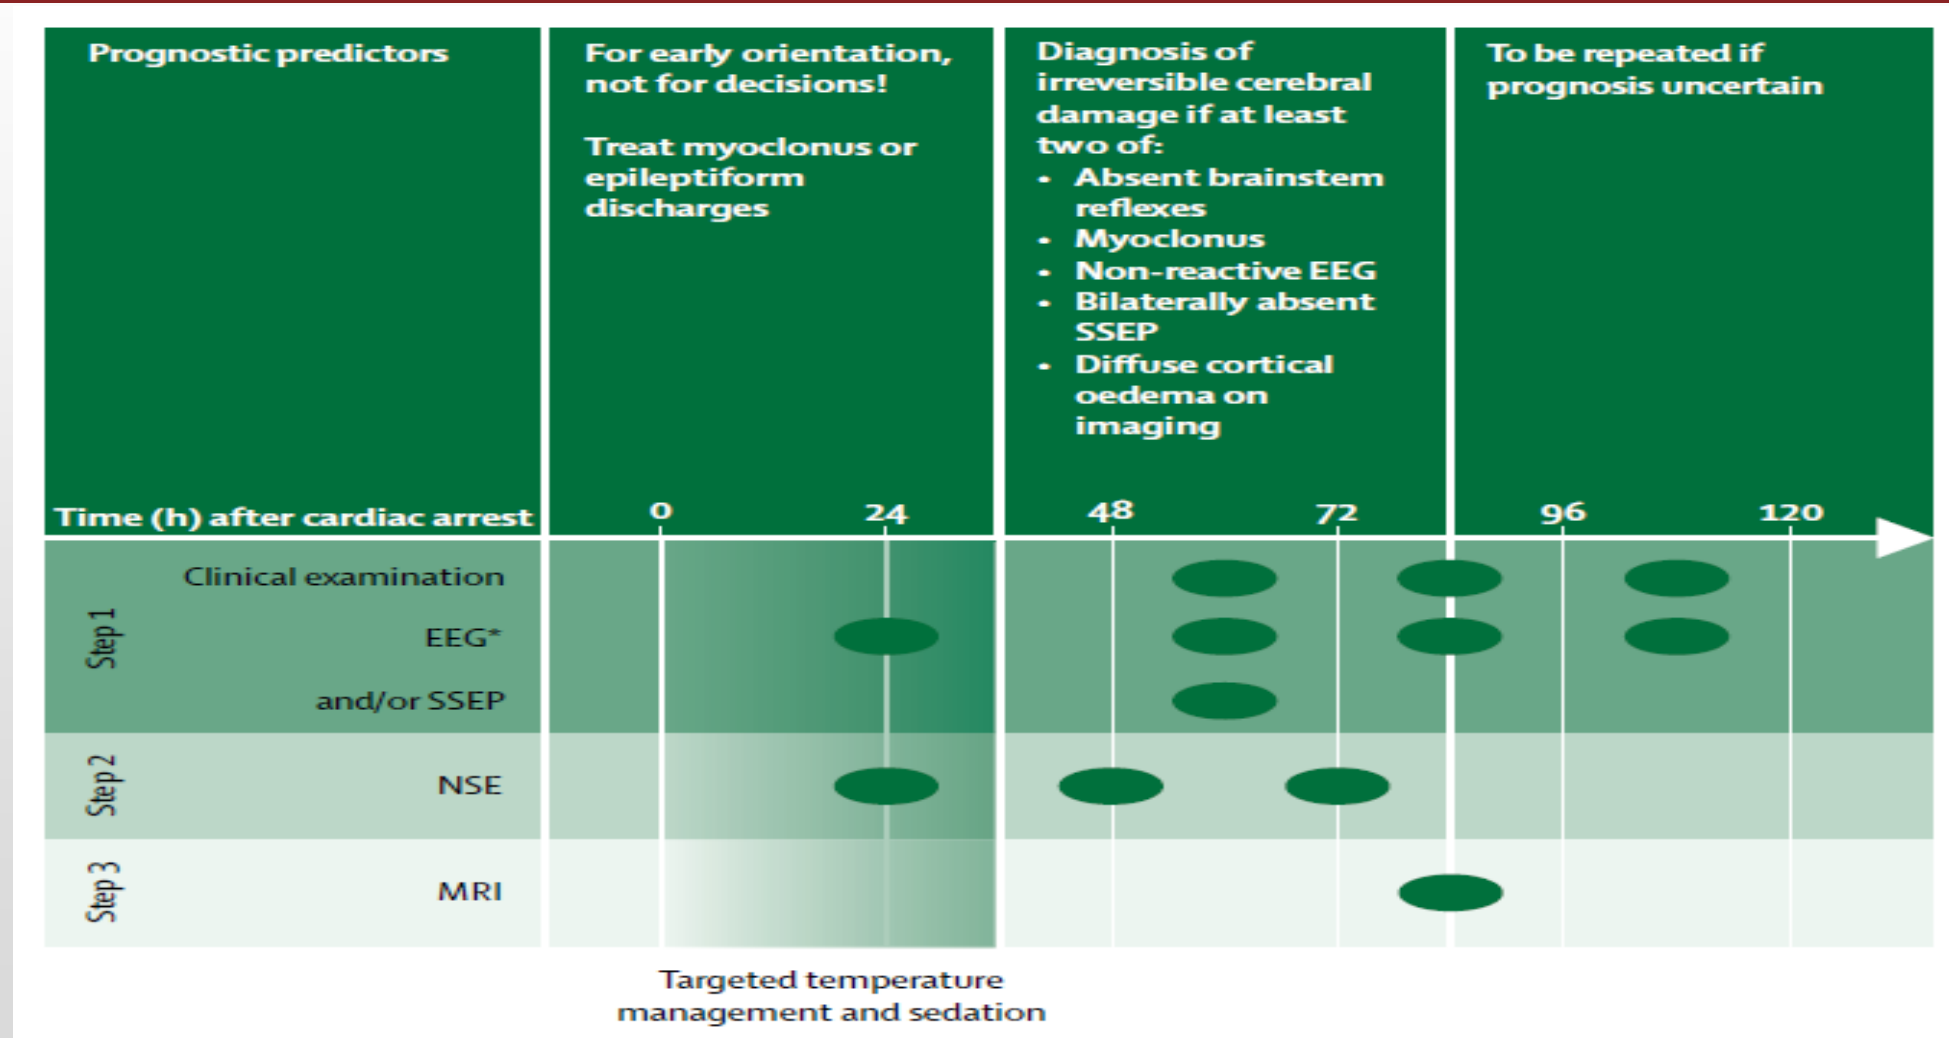 Prognostic predictors
For early orientation,
not for decisions!
Treat myoclonus or
epileptiform
discharges
Diagnosis of
irreversible cerebral
damage if at least
two of:
• Absent brainstem
reflexes
• Myoclonus
• Non-reactive EEG
• Bilaterally absent
SSEP
• Diffuse cortical
oedema on
imaging
To be repeated if
prognosis uncertain
Time (h) after cardiac arrest
0 24 48 72 96 120
Step 1
Clinical examination
EEG*
and/or SSEP
Step 2
NSE
Step 3
MRI
Targeted temperature
management and sedation